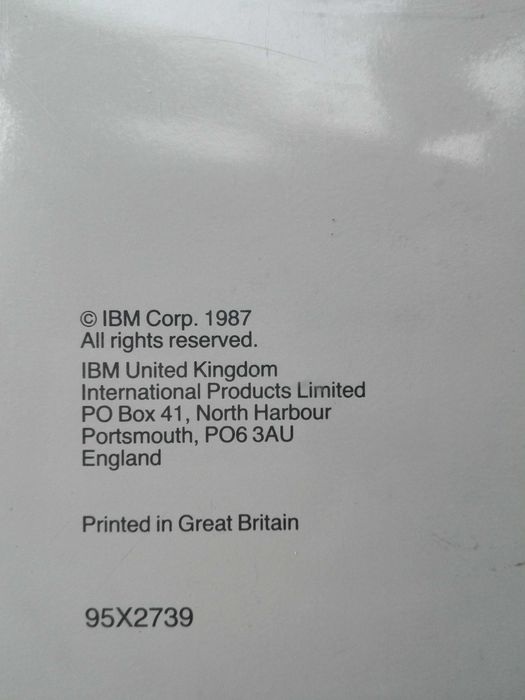 © IBM Corp. 1987
All rights reserved.
IBM United Kingdom
International Products Limited
PO Box 41, North Harbour
Portsmouth, PO6 3AU
England
Printed in Great Britain
95X2739